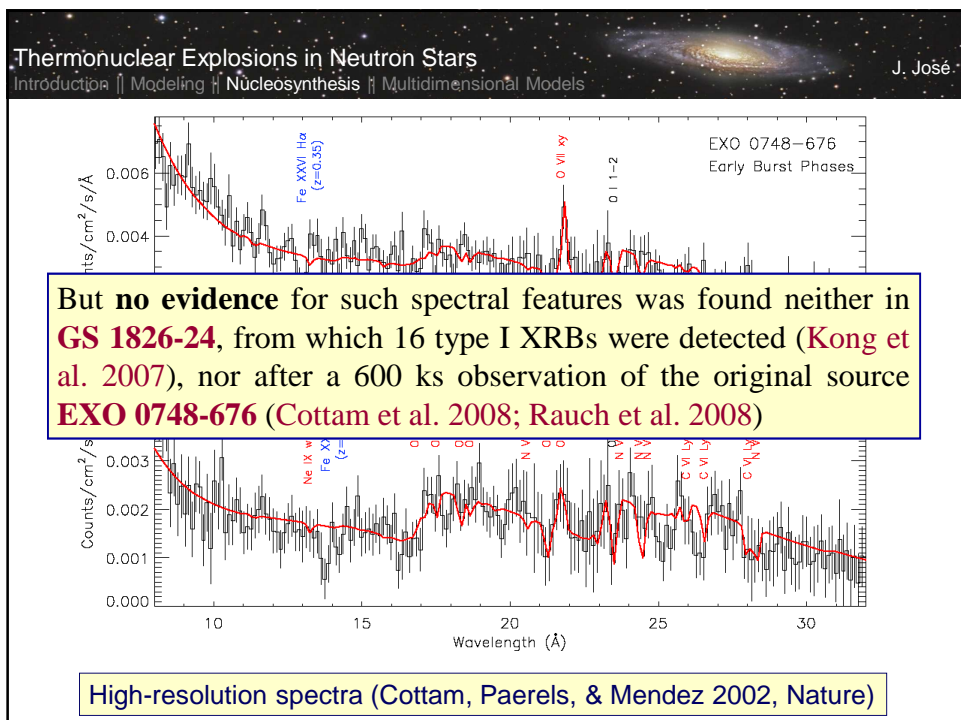 Thermonuclear Explosions in Neutron Stars
J. José
Introduction || Modeling || Nucleosynthesis || Multidimensional Models
EXO 0748−676
Early Burst Phases
Fe XXVI Hα
(z=0.35)
O VII xy
O I 1-2
0.006
0.004
But no evidence for such spectral features was found neither in
GS 1826-24, from which 16 type I XRBs were detected (Kong et
al. 2007), nor after a 600 ks observation of the original source
EXO 0748-676 (Cottam et al. 2008; Rauch et al. 2008)
Ne IX w
Fe XX
(z=
O
O
O
O
N V
O
O
O
N V
N V
N V
C VI Ly
C VI Ly
C VI Ly
N V
0.003
0.002
0.001
0.000
Counts/cm²/s/Å
10
15
20
25
30
Wavelength (Å)
High-resolution spectra (Cottam, Paerels, & Mendez 2002, Nature)